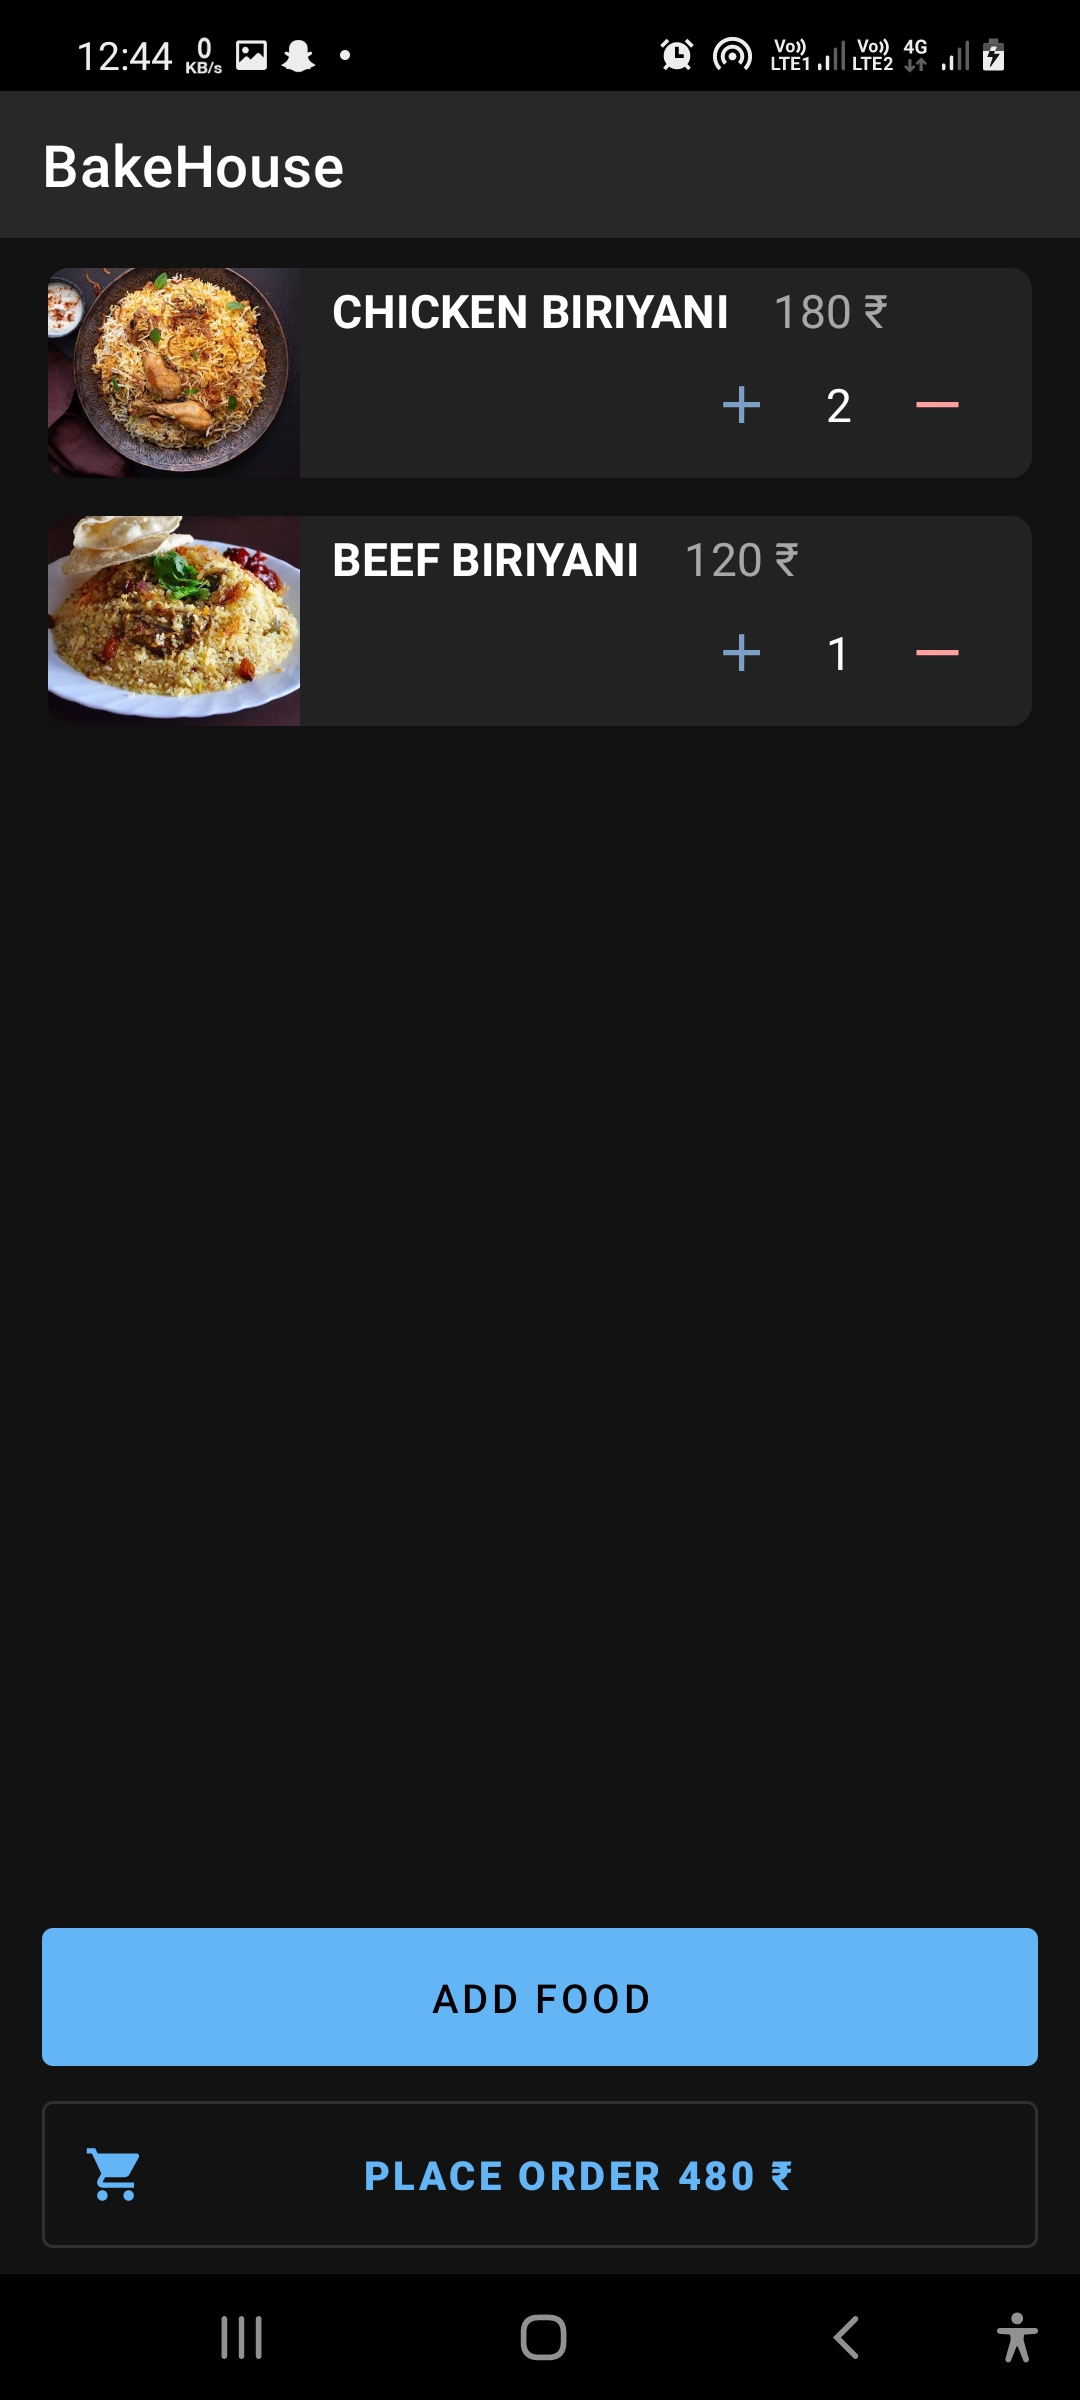 12:44 0 KB/s Vo)) LTE1 Vo)) LTE2 4G
BakeHouse
CHICKEN BIRIYANI 180 ₹
2
BEEF BIRIYANI 120 ₹
1
ADD FOOD
PLACE ORDER 480 ₹